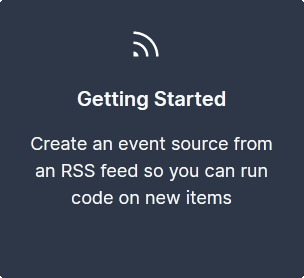 Getting Started
Create an event source from
an RSS feed so you can run
code on new items